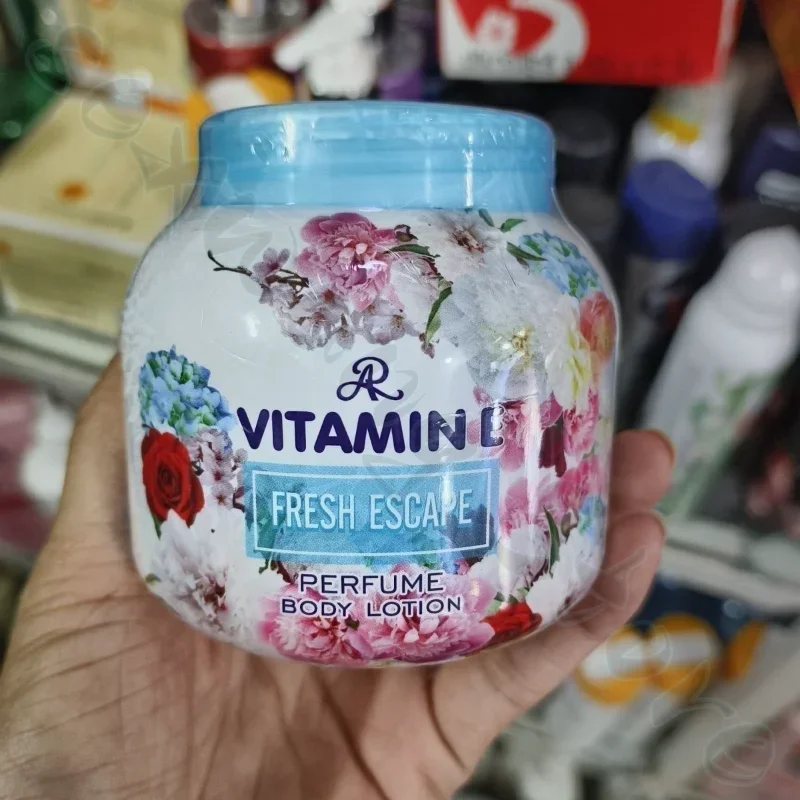 AR
VITAMIN E
FRESH ESCAPE
PERFUME
BODY LOTION